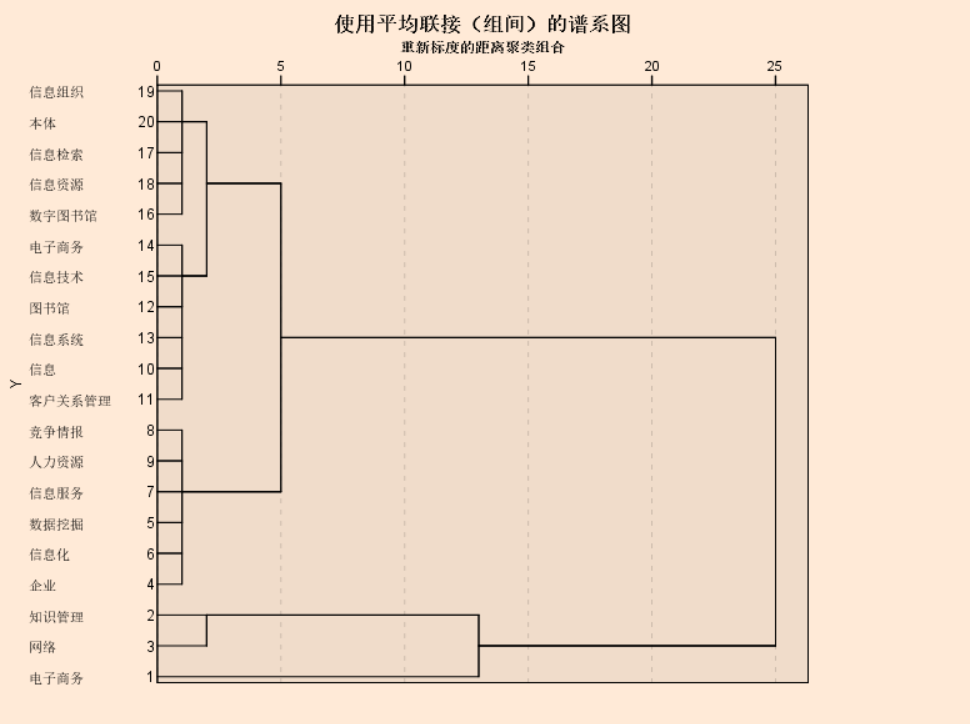 使用平均联接（组间）的谱系图
重新标度的距离聚类组合
0 5 10 15 20 25
信息组织 19
本体 20
信息检索 17
信息资源 18
数字图书馆 16
电子商务 14
信息技术 15
图书馆 12
信息系统 13
信息 10
Y
客户关系管理 11
竞争情报 8
人力资源 9
信息服务 7
数据挖掘 5
信息化 6
企业 4
知识管理 2
网络 3
电子商务 1